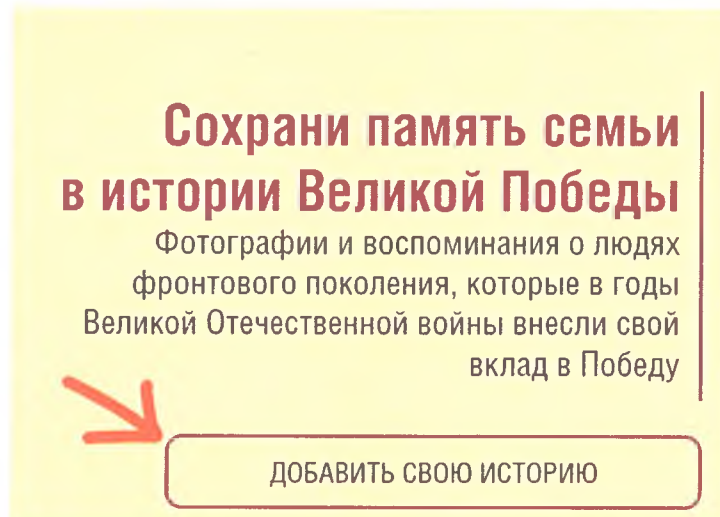 Сохрани память семьи
в истории Великой Победы
Фотографии и воспоминания о людях
фронтового поколения, которые в годы
Великой Отечественной войны внесли свой
вклад в Победу
ДОБАВИТЬ СВОЮ ИСТОРИЮ